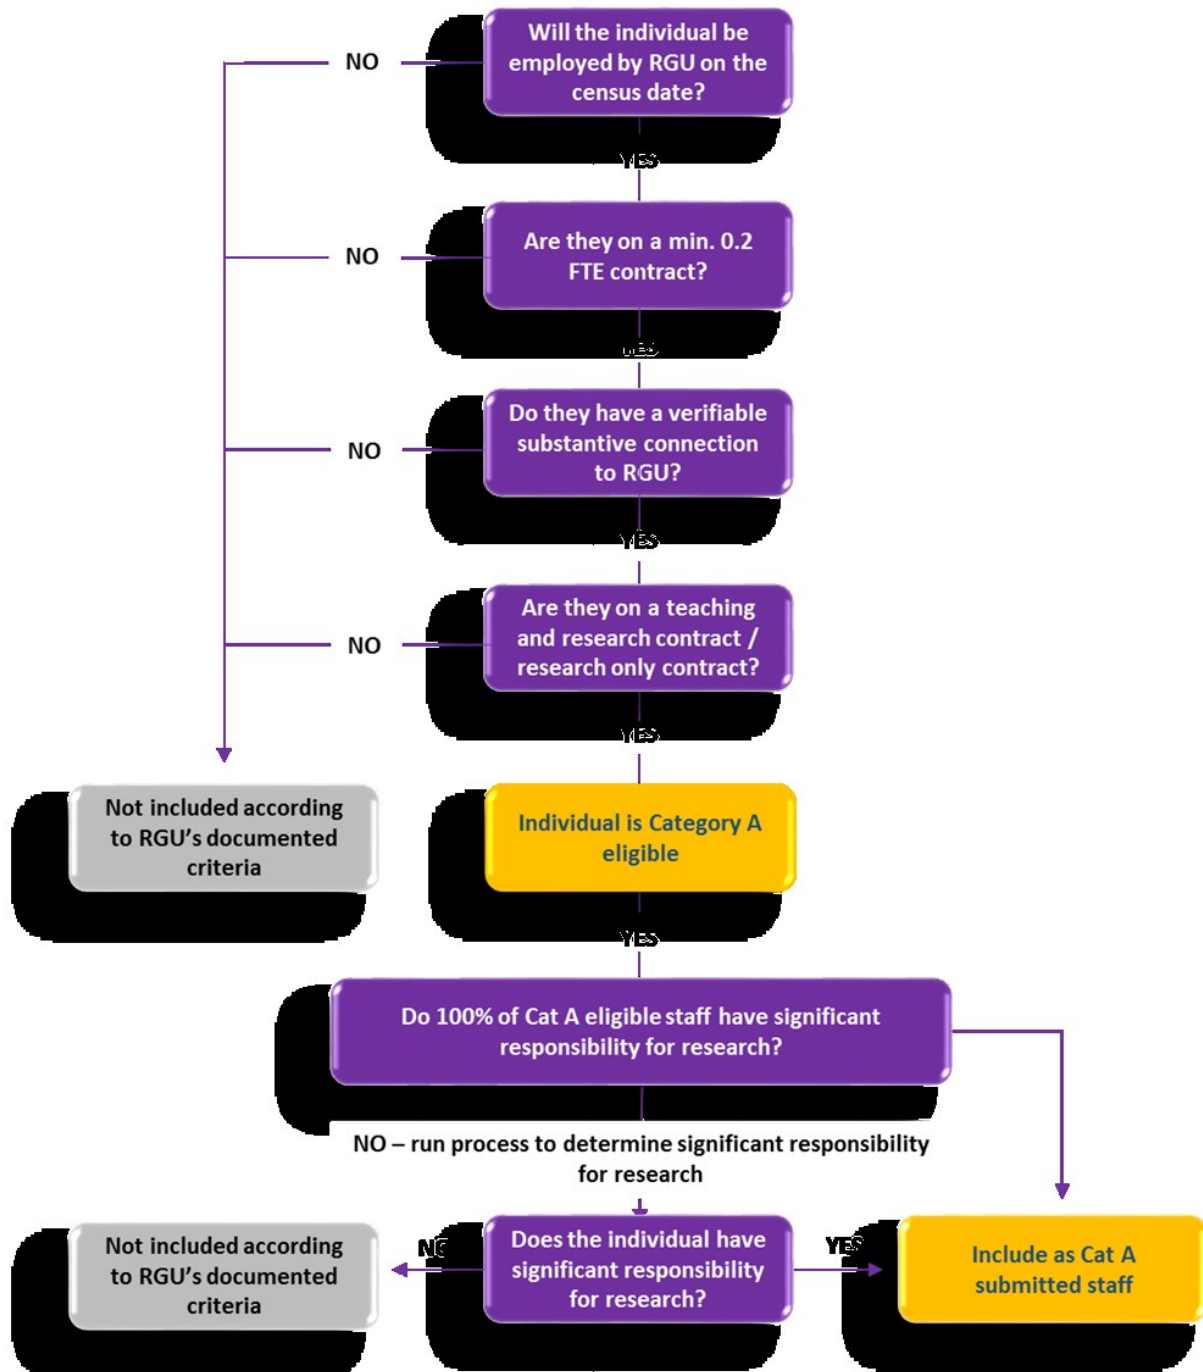 Will the individual be
employed by RGU on the
census date?
NO
YES
Are they on a min. 0.2
FTE contract?
NO
YES
Do they have a verifiable
substantive connection
to RGU?
NO
YES
Are they on a teaching
and research contract /
research only contract?
NO
YES
Not included according
to RGU’s documented
criteria
Individual is Category A
eligible
YES
Do 100% of Cat A eligible staff have significant
responsibility for research?
NO – run process to determine significant responsibility
for research
Not included according
to RGU’s documented
criteria
NO
Does the individual have
significant responsibility
for research?
YES
Include as Cat A
submitted staff